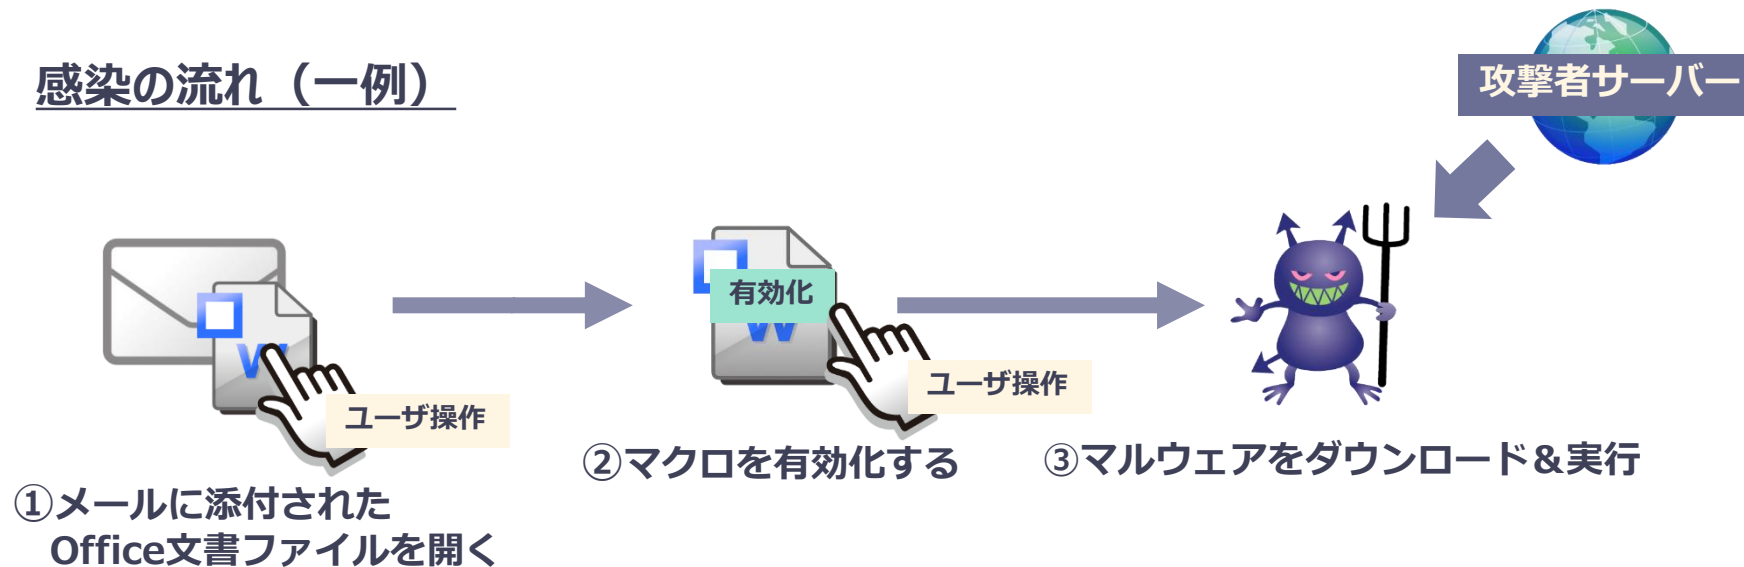 感染の流れ（一例）
攻撃者サーバー
W
ユーザ操作
有効化
W
ユーザ操作
①メールに添付された
Office文書ファイルを開く
②マクロを有効化する
③マルウェアをダウンロード＆実行